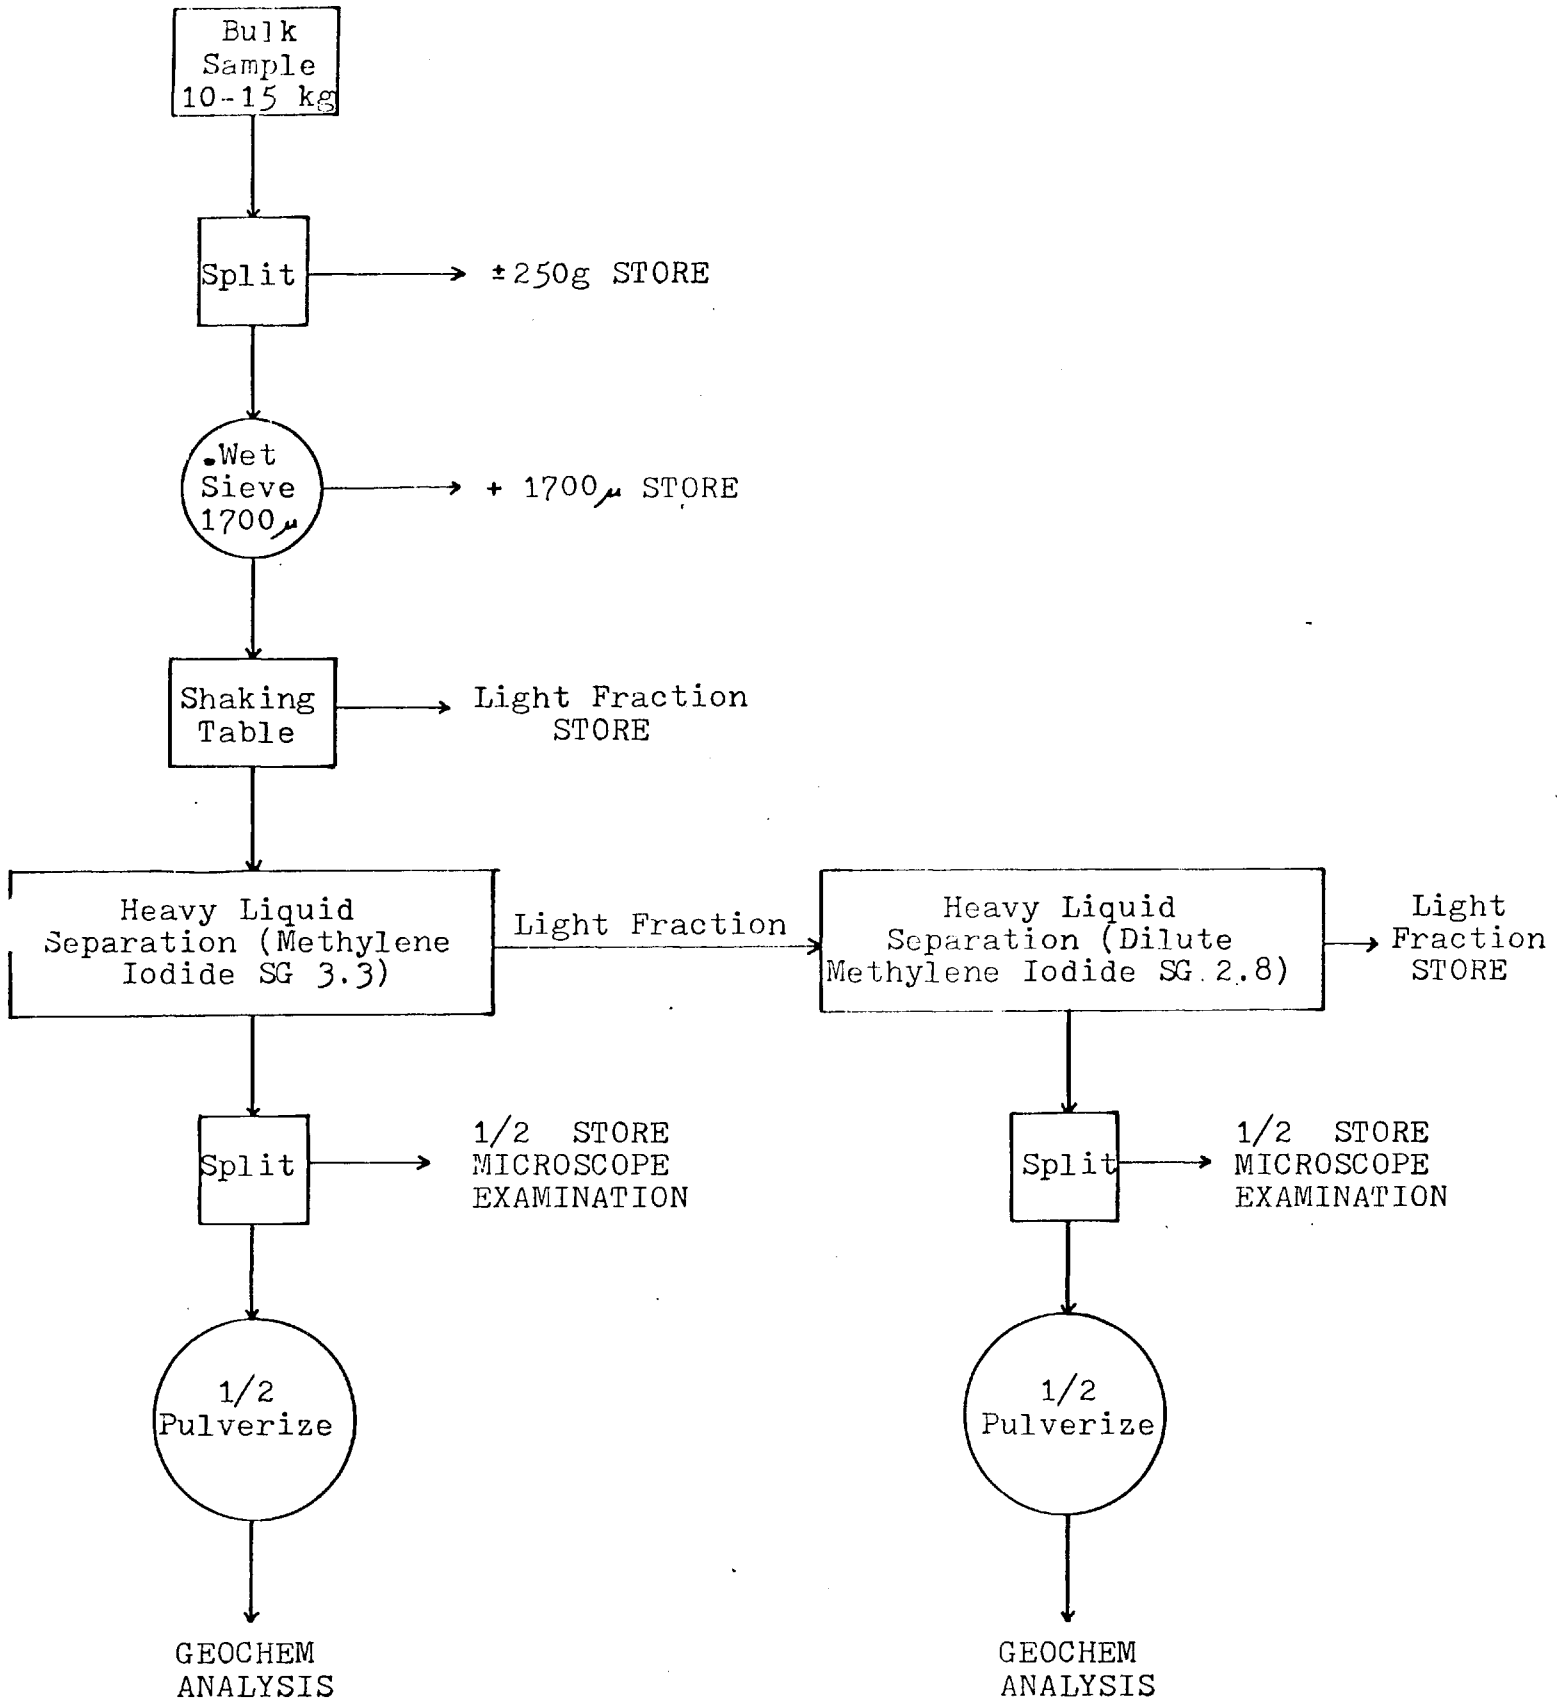 Bulk
Sample
10-15 kg
Split
±250g STORE
.Wet
Sieve
1700μ
+ 1700μ STORE
Shaking
Table
Light Fraction
STORE
Heavy Liquid
Separation (Methylene
Iodide SG 3.3)
Light Fraction
Heavy Liquid
Separation (Dilute
Methylene Iodide SG 2.8)
Light
Fraction
STORE
Split
1/2 STORE
MICROSCOPE
EXAMINATION
Split
1/2 STORE
MICROSCOPE
EXAMINATION
1/2
Pulverize
1/2
Pulverize
GEOCHEM
ANALYSIS
GEOCHEM
ANALYSIS